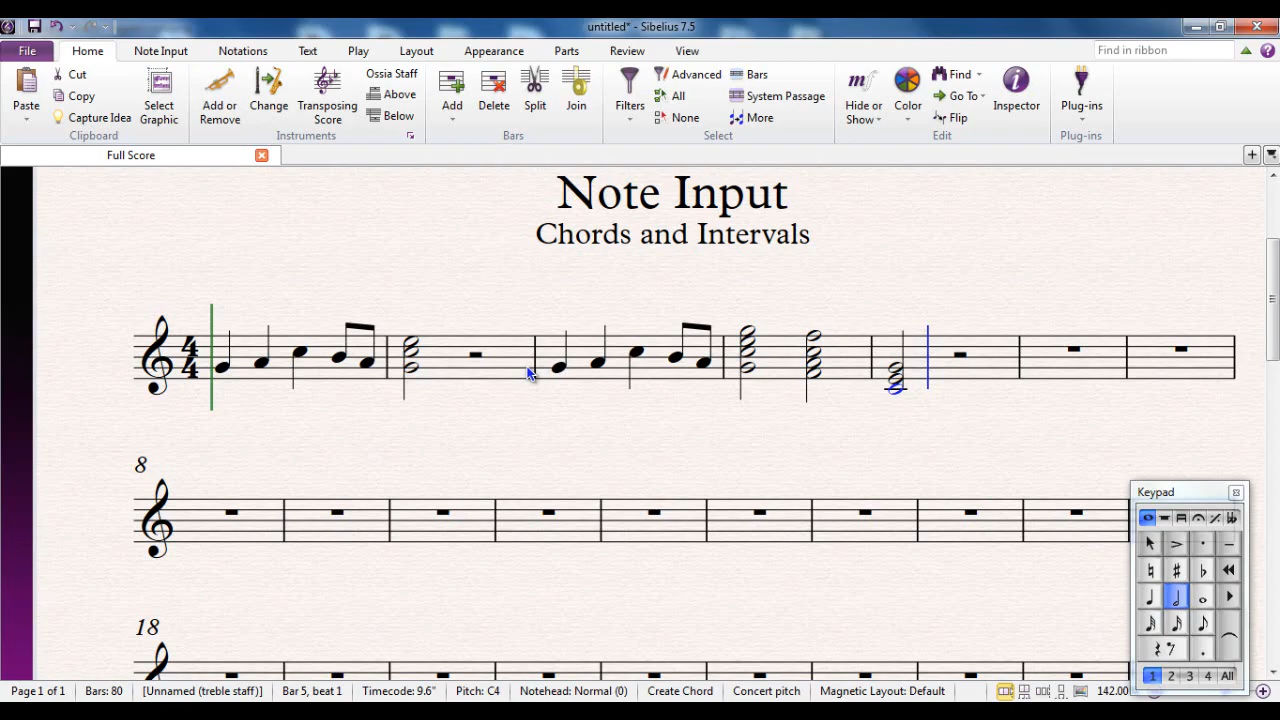 untitled* - Sibelius 7.5
File Home Note Input Notations Text Play Layout Appearance Parts Review View Find in ribbon
Paste Cut Copy Capture Idea Select Graphic Clipboard
Add or Remove Change Transposing Score Ossia Staff Above Below Instruments
Add Delete Split Join Bars
Filters Advanced All None Bars System Passage More Select
Hide or Show Color Find Go To Flip Inspector Edit
Plug-ins Plug-ins
Full Score
Note Input
Chords and Intervals
4
4
8
18
Keypad
1 2 3 4 All
Page 1 of 1 Bars: 80 [Unnamed (treble staff)] Bar 5, beat 1 Timecode: 9.6" Pitch: C4 Notehead: Normal (0) Create Chord Concert pitch Magnetic Layout: Default 142.00